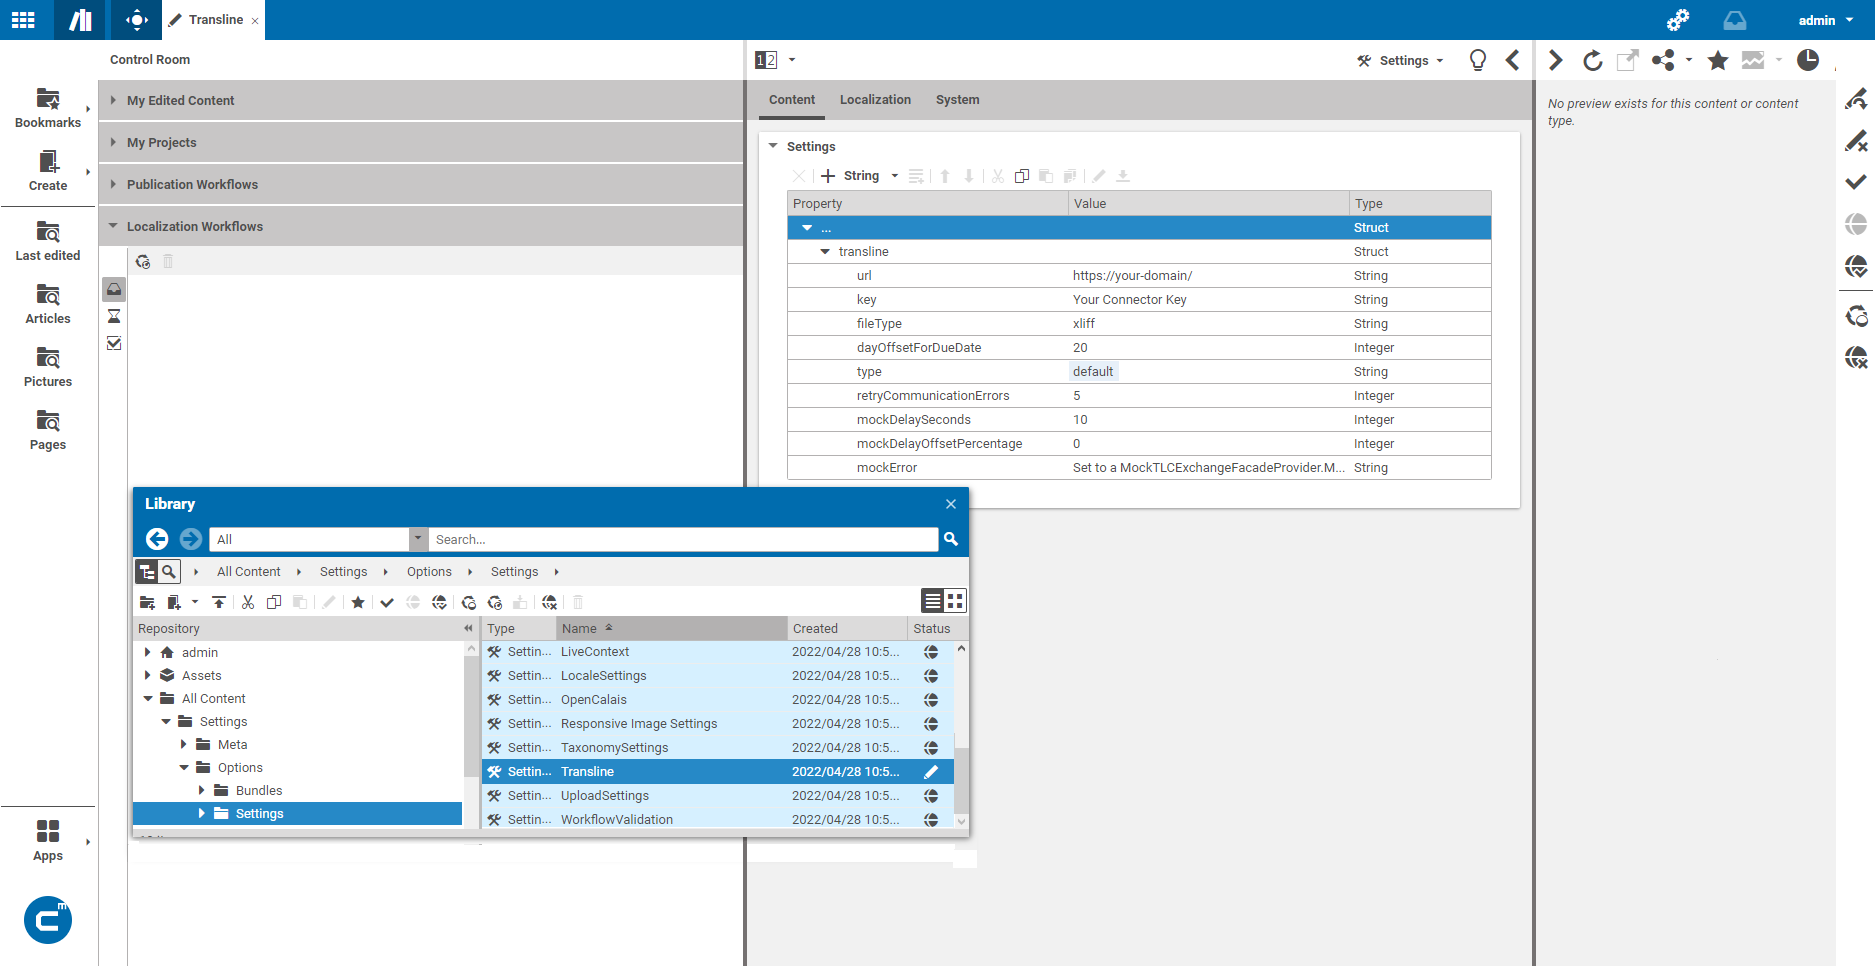 Transline
admin
Control Room
Settings
Bookmarks
Create
Last edited
Articles
Pictures
Pages
Apps
My Edited Content
My Projects
Publication Workflows
Localization Workflows
12
Content Localization System
Settings
String
Property Value Type
... Struct
transline Struct
url https://your-domain/ String
key Your Connector Key String
fileType xliff String
dayOffsetForDueDate 20 Integer
type default String
retryCommunicationErrors 5 Integer
mockDelaySeconds 10 Integer
mockDelayOffsetPercentage 0 Integer
mockError Set to a MockTLCExchangeFacadeProvider.M... String
No preview exists for this content or content
type.
Library
All Search...
All Content Settings Options Settings
Repository
admin
Assets
All Content
Settings
Meta
Options
Bundles
Settings
Type Name Created Status
Settin... LiveContext 2022/04/28 10:5...
Settin... LocaleSettings 2022/04/28 10:5...
Settin... OpenCalais 2022/04/28 10:5...
Settin... Responsive Image Settings 2022/04/28 10:5...
Settin... TaxonomySettings 2022/04/28 10:5...
Settin... Transline 2022/04/28 10:5...
Settin... UploadSettings 2022/04/28 10:5...
Settin... WorkflowValidation 2022/04/28 10:5...